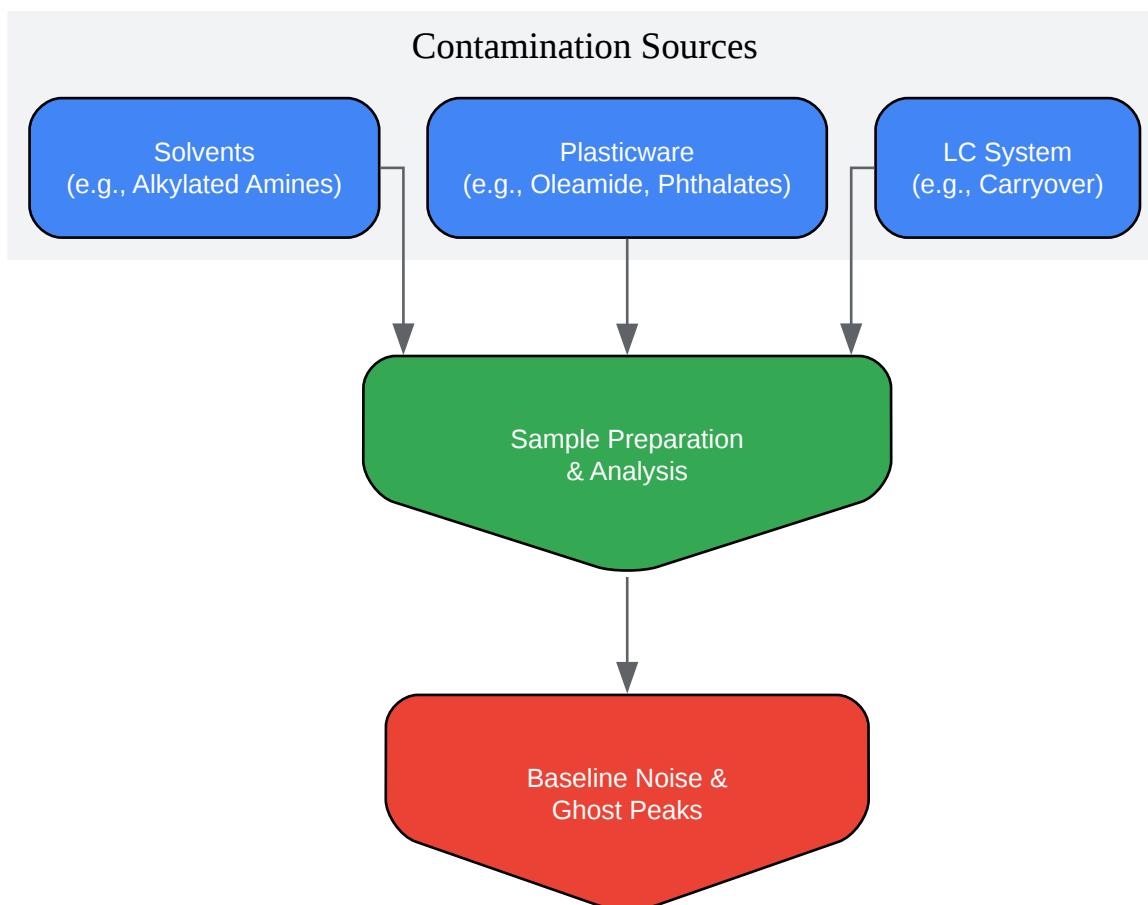 Contamination Sources
Solvents
(e.g., Alkylated Amines)
Plasticware
(e.g., Oleamide, Phthalates)
LC System
(e.g., Carryover)
Sample Preparation
& Analysis
Baseline Noise &
Ghost Peaks